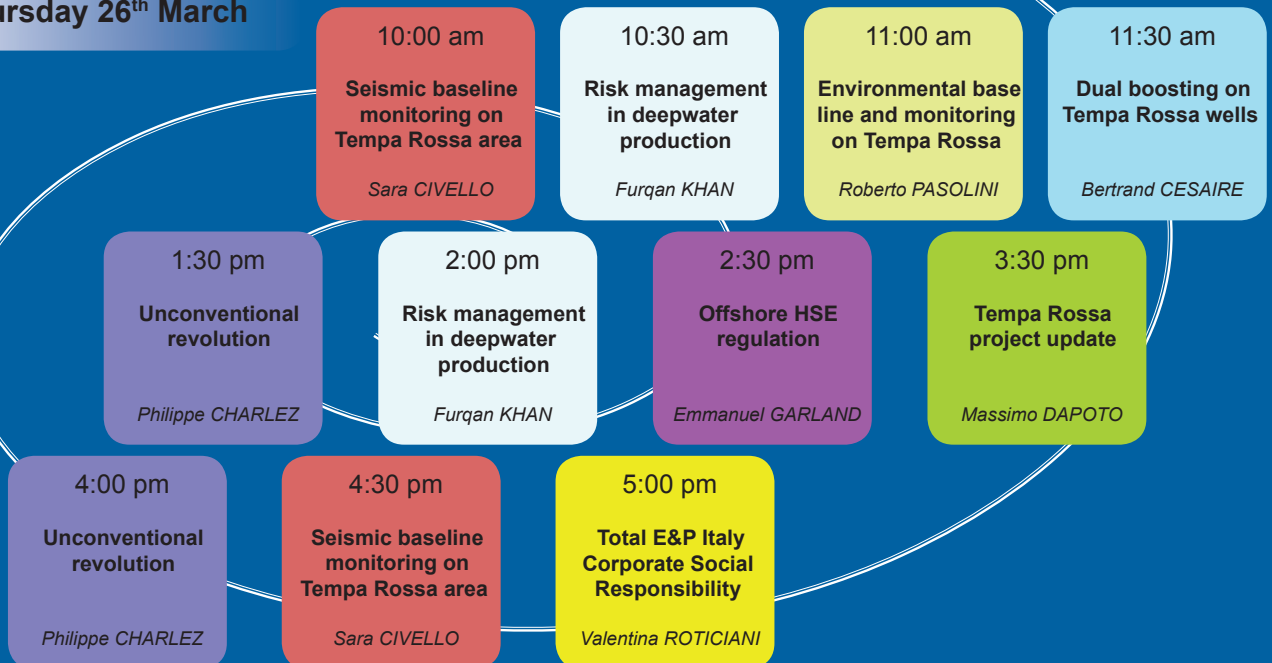 ursday 26th March
10:00 am
Seismic baseline
monitoring on
Tempa Rossa area
Sara CIVELLO
10:30 am
Risk management
in deepwater
production
Furqan KHAN
11:00 am
Environmental base
line and monitoring
on Tempa Rossa
Roberto PASOLINI
11:30 am
Dual boosting on
Tempa Rossa wells
Bertrand CESAIRE
1:30 pm
Unconventional
revolution
Philippe CHARLEZ
2:00 pm
Risk management
in deepwater
production
Furqan KHAN
2:30 pm
Offshore HSE
regulation
Emmanuel GARLAND
3:30 pm
Tempa Rossa
project update
Massimo DAPOTO
4:00 pm
Unconventional
revolution
Philippe CHARLEZ
4:30 pm
Seismic baseline
monitoring on
Tempa Rossa area
Sara CIVELLO
5:00 pm
Total E&P Italy
Corporate Social
Responsibility
Valentina ROTICIANI